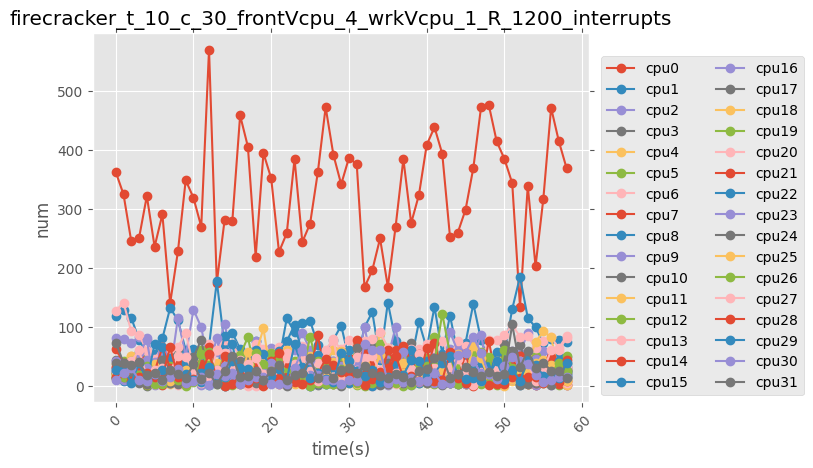 firecracker_t_10_c_30_frontVcpu_4_wrkVcpu_1_R_1200_interrupts
num
500
400
300
200
100
0
0
10
20
30
40
50
60
time(s)
cpu0
cpu1
cpu2
cpu3
cpu4
cpu5
cpu6
cpu7
cpu8
cpu9
cpu10
cpu11
cpu12
cpu13
cpu14
cpu15
cpu16
cpu17
cpu18
cpu19
cpu20
cpu21
cpu22
cpu23
cpu24
cpu25
cpu26
cpu27
cpu28
cpu29
cpu30
cpu31